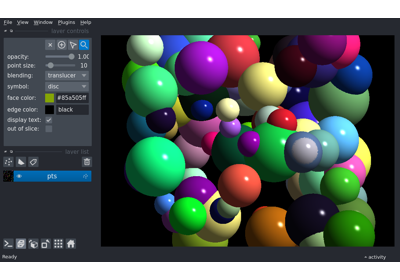 File View Window Plugins Help
layer controls
opacity: 1.00
point size: 10
blending: translucer
symbol: disc
face color: #85a505ff
edge color: black
display text:
out of slice:
layer list
pts
Ready
activity